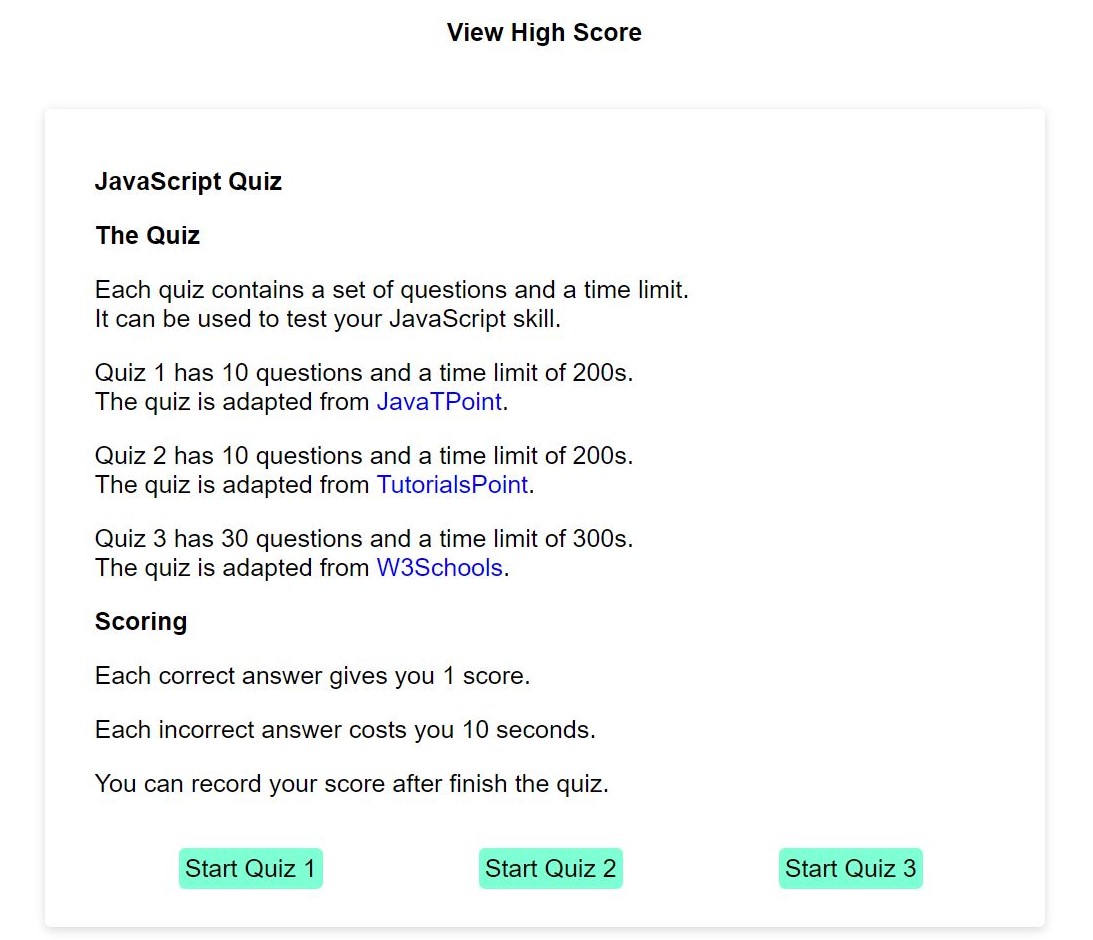 View High Score
JavaScript Quiz
The Quiz
Each quiz contains a set of questions and a time limit.
It can be used to test your JavaScript skill.
Quiz 1 has 10 questions and a time limit of 200s.
The quiz is adapted from JavaTPoint.
Quiz 2 has 10 questions and a time limit of 200s.
The quiz is adapted from TutorialsPoint.
Quiz 3 has 30 questions and a time limit of 300s.
The quiz is adapted from W3Schools.
Scoring
Each correct answer gives you 1 score.
Each incorrect answer costs you 10 seconds.
You can record your score after finish the quiz.
Start Quiz 1 Start Quiz 2 Start Quiz 3